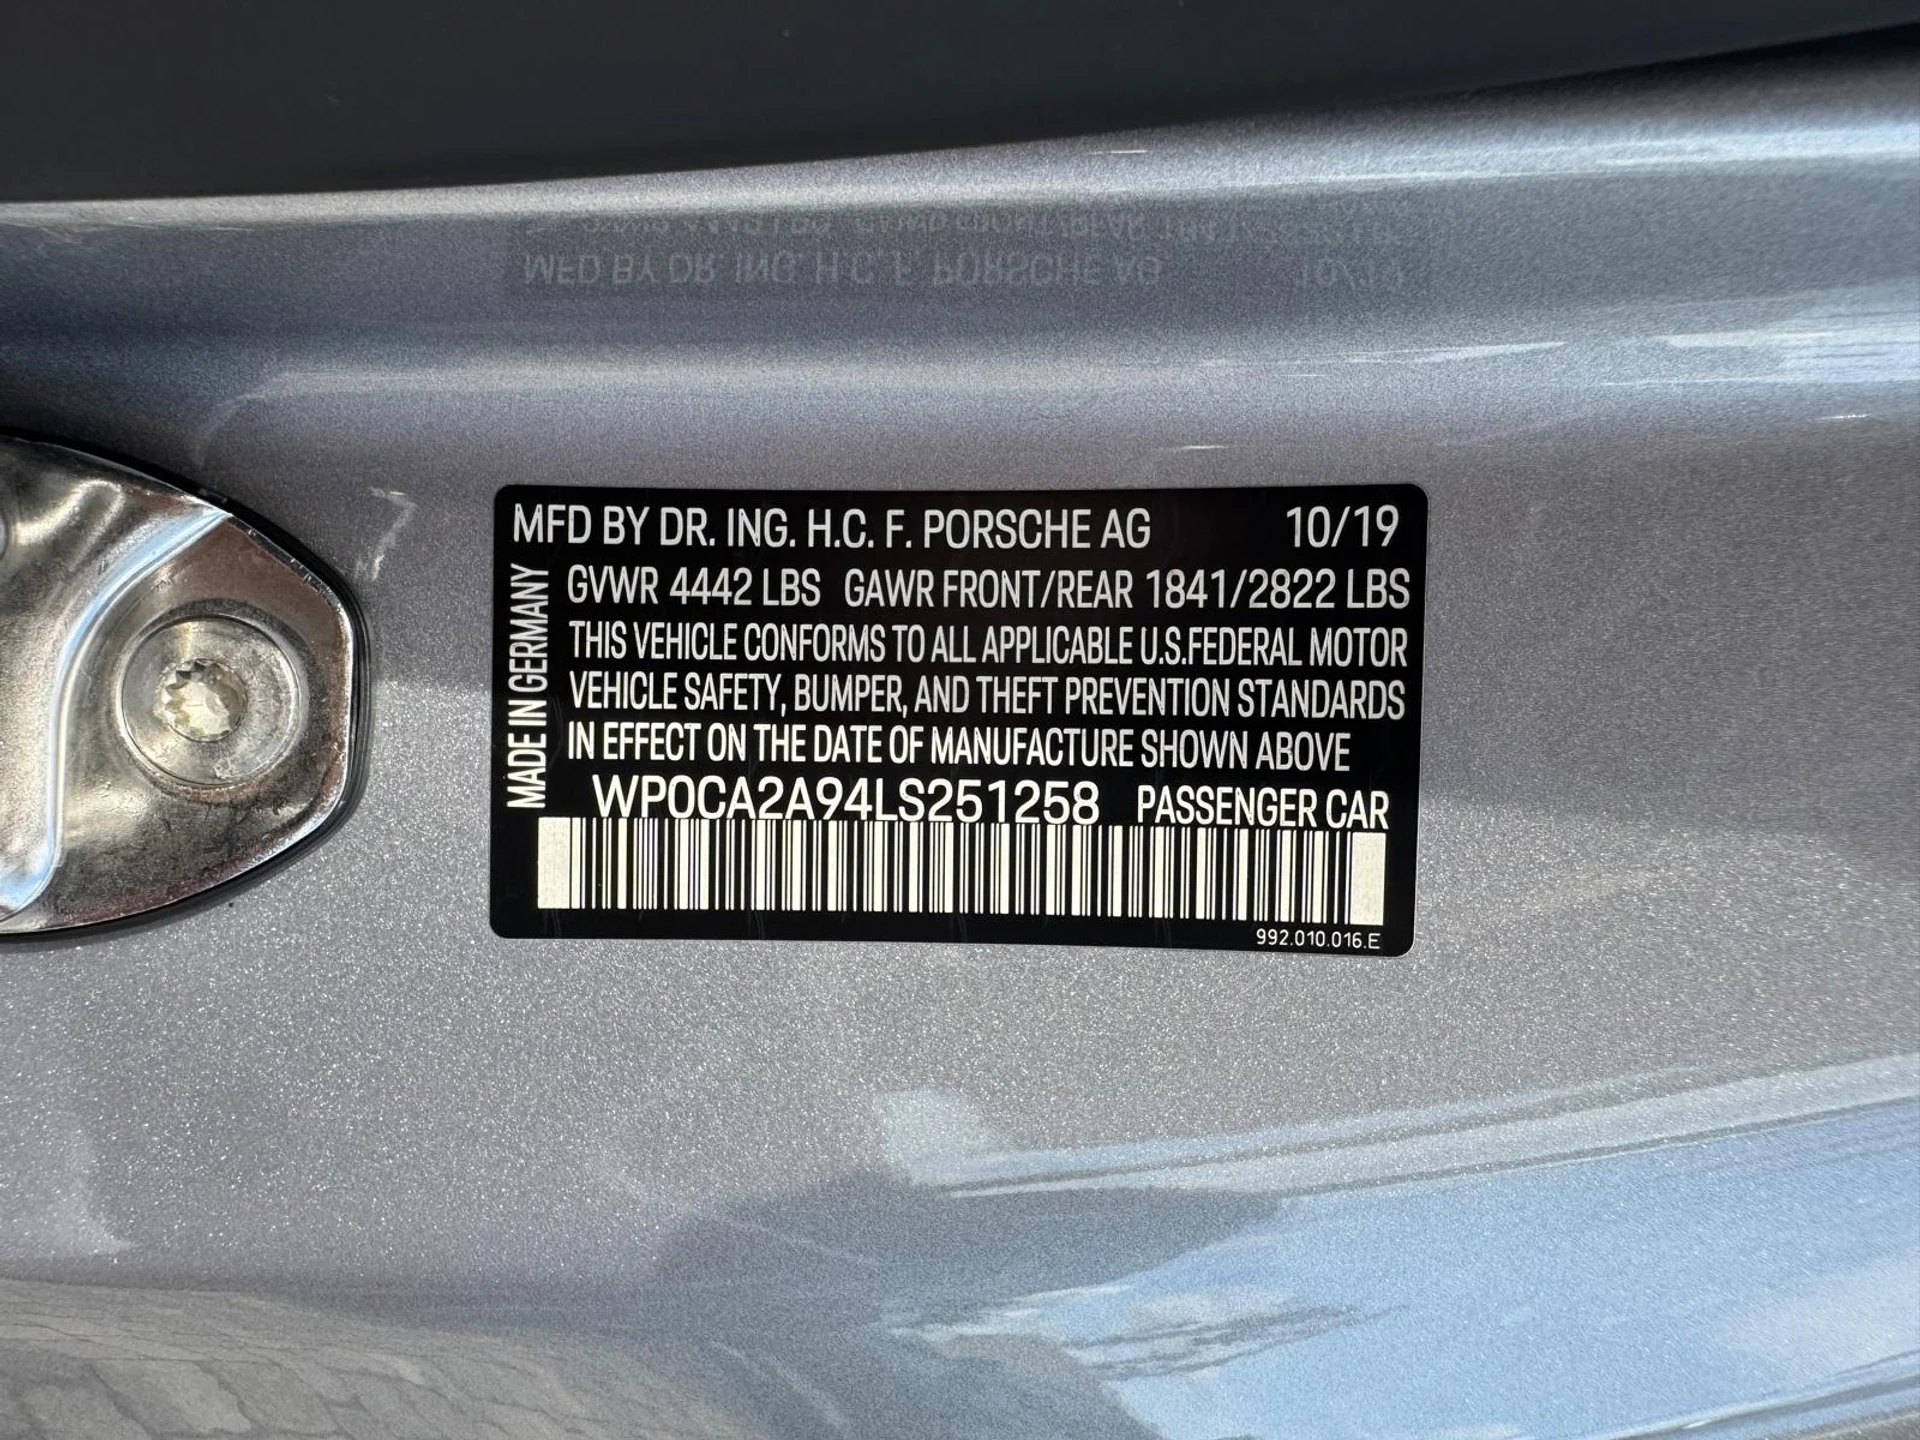 MFD BY DR. ING. H.C. F. PORSCHE AG 10/19
GVWR 4442 LBS GAWR FRONT/REAR 1841/2822 LBS
THIS VEHICLE CONFORMS TO ALL APPLICABLE U.S.FEDERAL MOTOR
VEHICLE SAFETY, BUMPER, AND THEFT PREVENTION STANDARDS
IN EFFECT ON THE DATE OF MANUFACTURE SHOWN ABOVE
MADE IN GERMANY
WP0CA2A94LS251258 PASSENGER CAR
992.010.016.E